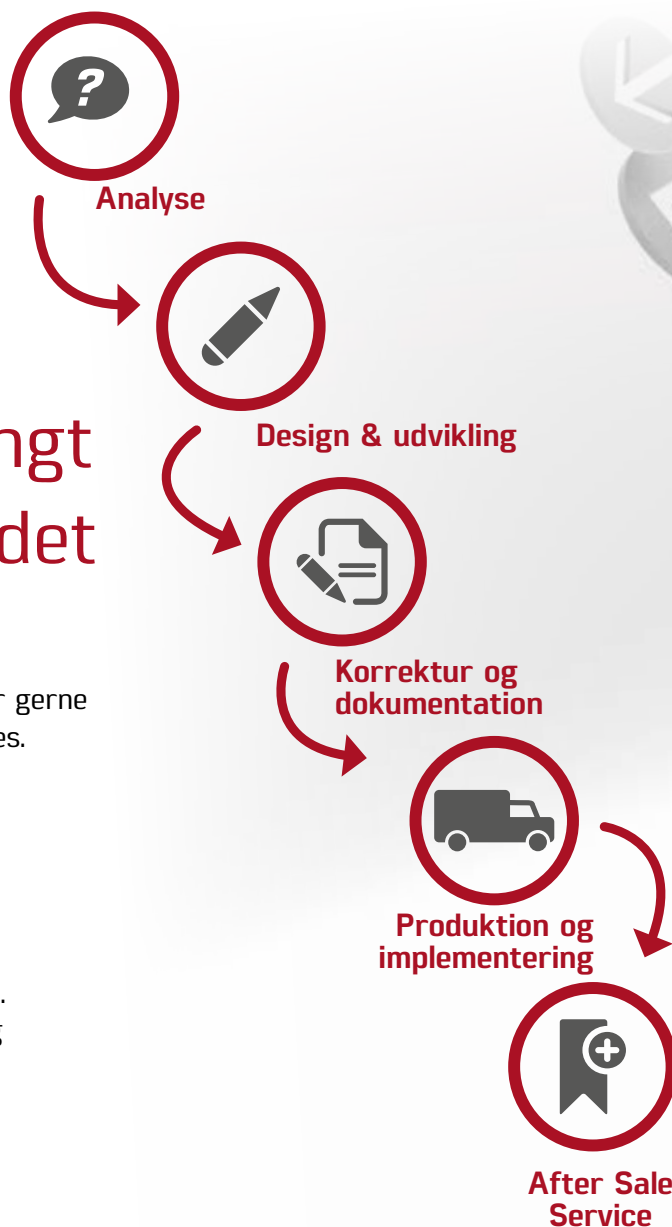 ?
Analyse
Design & udvikling
ngt
det
Korrektur og
dokumentation
r gerne
es.
Produktion og
implementering
.
g
After Sale
Service